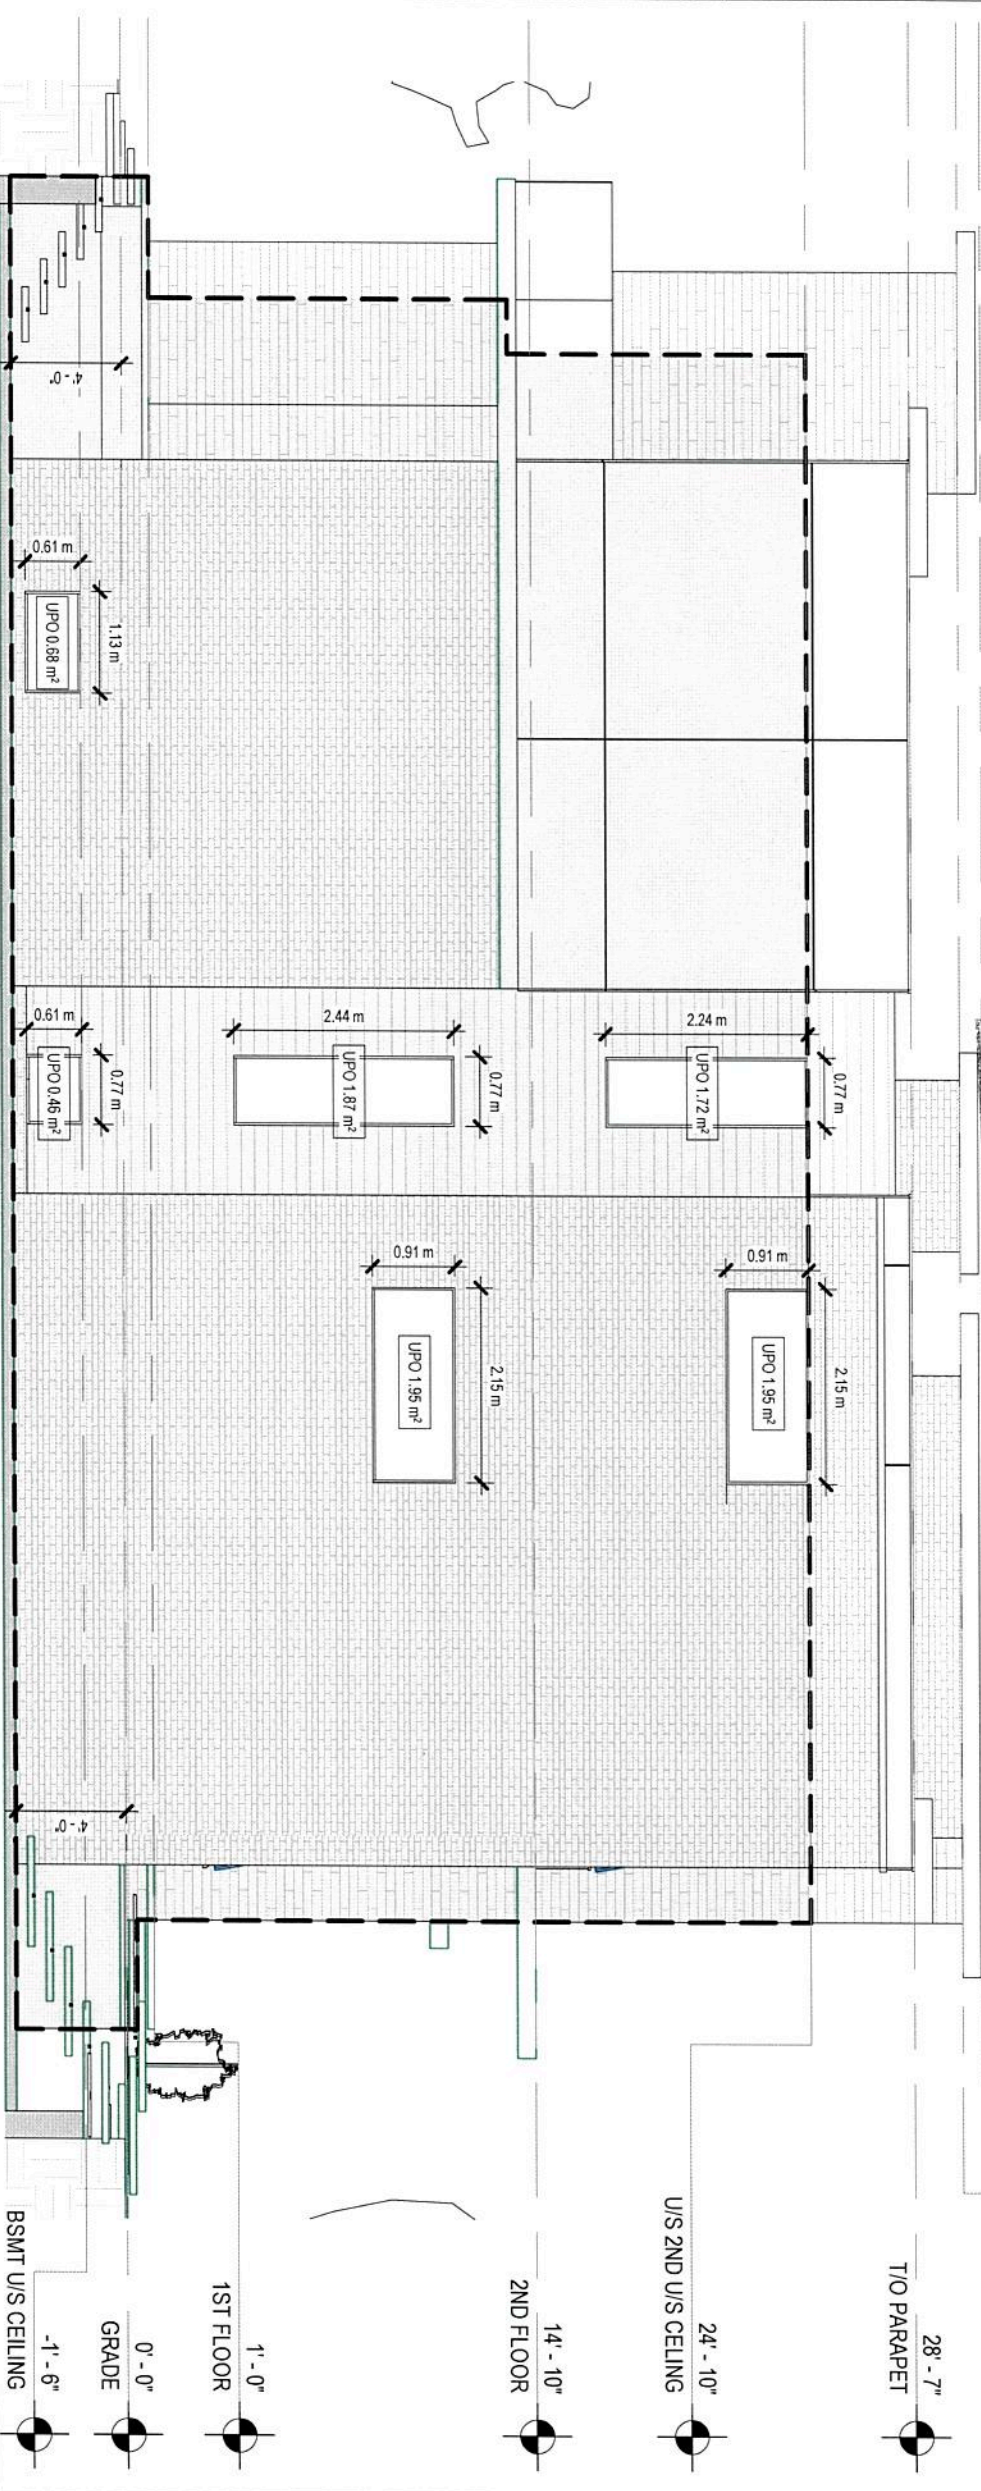 28' - 7"
T/O PARAPET
24' - 10"
U/S 2ND U/S CELING
14' - 10"
2ND FLOOR
1' - 0"
1ST FLOOR
0' - 0"
GRADE
-1' - 6"
BSMT U/S CEILING
0.77 m
2.24 m
UPO 1.72 m²
2.15 m
0.91 m
UPO 1.95 m²
0.77 m
2.44 m
UPO 1.87 m²
2.15 m
0.91 m
UPO 1.95 m²
1.13 m
0.61 m
UPO 0.68 m²
0.77 m
0.61 m
UPO 0.46 m²
4' - 0"
4' - 0"